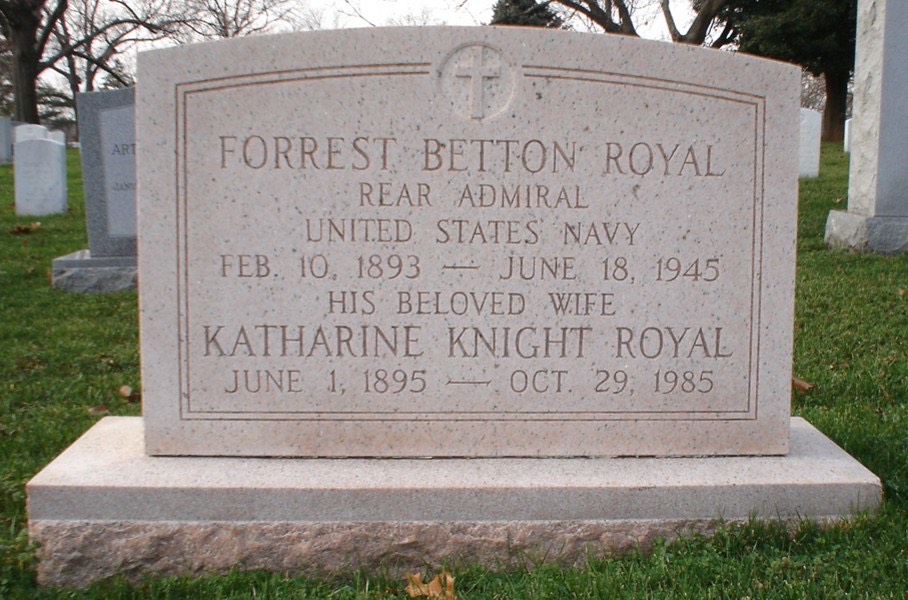 FORREST BETTON ROYAL
REAR ADMIRAL
UNITED STATES NAVY
FEB. 10, 1893 — JUNE 18, 1945
HIS BELOVED WIFE
KATHARINE KNIGHT ROYAL
JUNE 1, 1895 — OCT. 29, 1985
ART